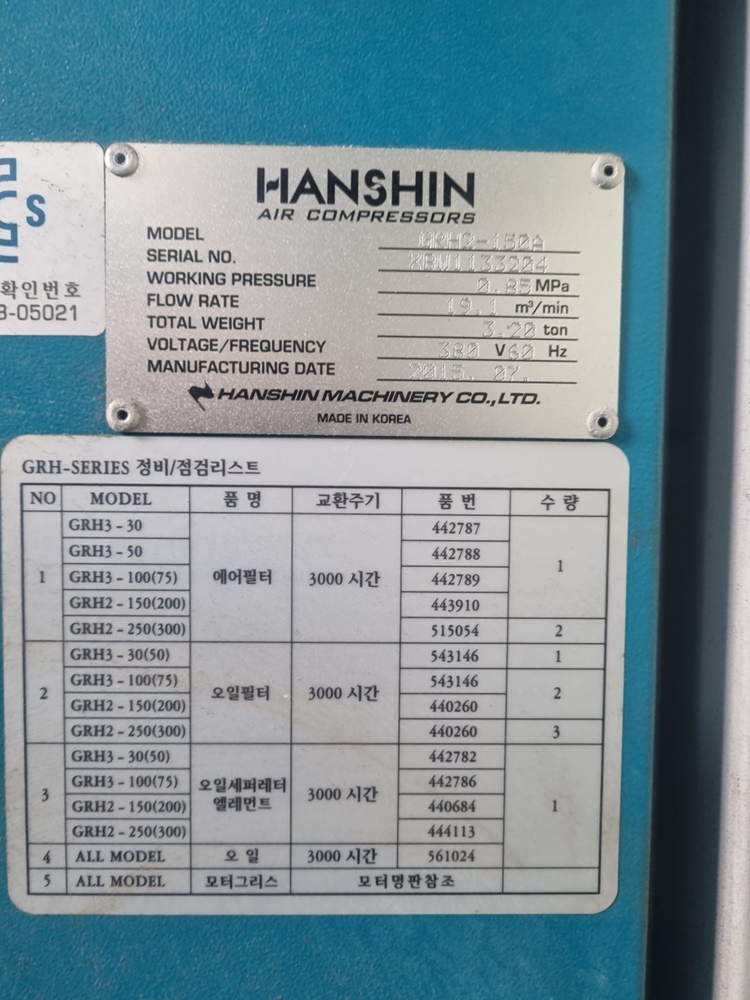 S
확인번호
3-05021
HANSHIN
AIR COMPRESSORS
MODEL
SERIAL NO.
WORKING PRESSURE 0.85 MPa
FLOW RATE 19.1 m³/min
TOTAL WEIGHT 3.20 ton
VOLTAGE/FREQUENCY 380 V 60 Hz
MANUFACTURING DATE 2015. 07.
HANSHIN MACHINERY CO., LTD.
MADE IN KOREA
GRH-SERIES 정비/점검리스트
NO MODEL 품 명 교환주기 품 번 수 량
1 GRH3 - 30 에어필터 3000 시간 442787 1
GRH3 - 50 442788
GRH3 - 100(75) 442789
GRH2 - 150(200) 443910
GRH2 - 250(300) 515054 2
2 GRH3 - 30(50) 오일필터 3000 시간 543146 1
GRH3 - 100(75) 543146 2
GRH2 - 150(200) 440260
GRH2 - 250(300) 440260 3
3 GRH3 - 30(50) 오일세퍼레터 엘레먼트 3000 시간 442782 1
GRH3 - 100(75) 442786
GRH2 - 150(200) 440684
GRH2 - 250(300) 444113
4 ALL MODEL 오 일 3000 시간 561024
5 ALL MODEL 모터그리스 모터명판참조